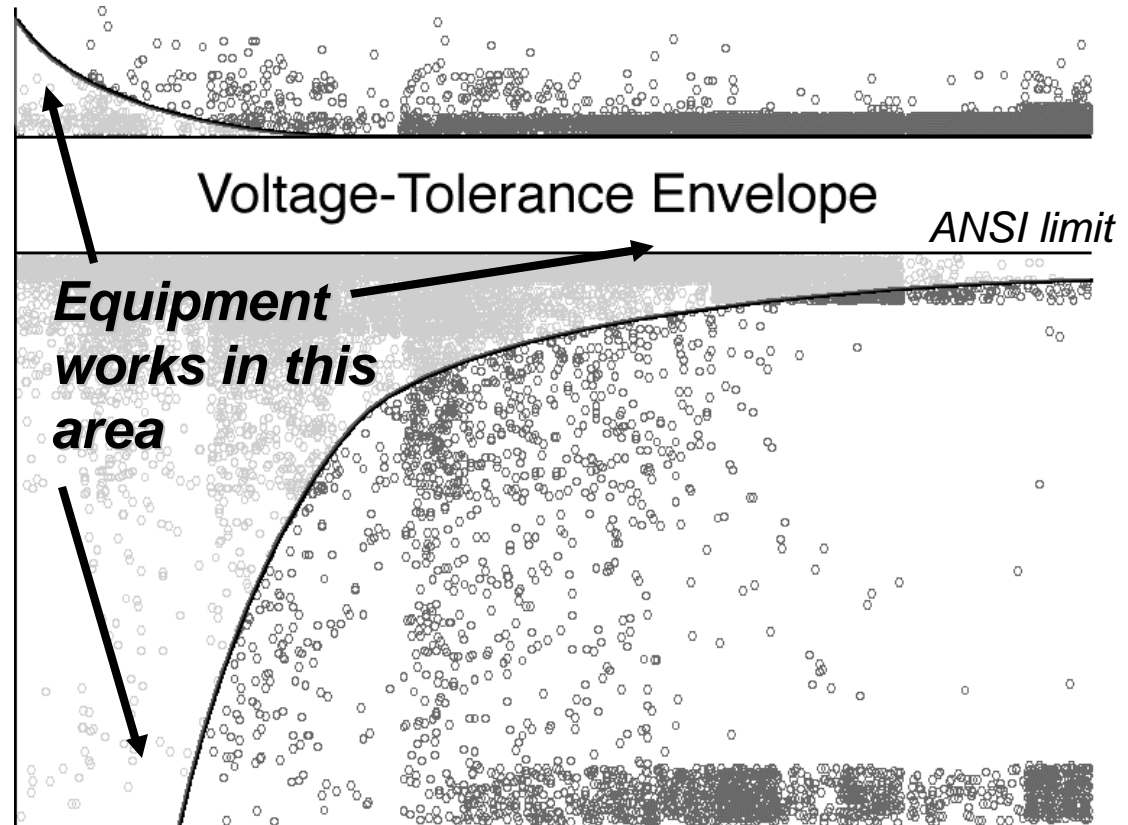 Voltage-Tolerance Envelope
ANSI limit
Equipment
works in this
area